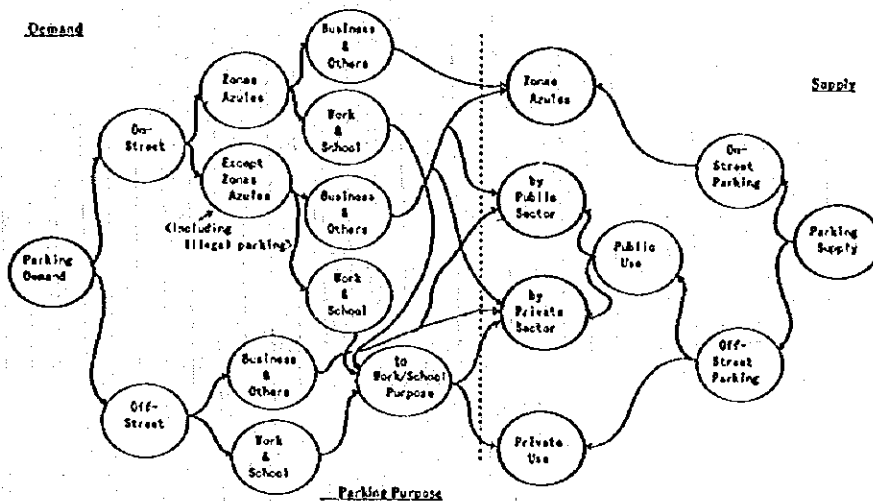 Demand
Supply
Business
&
Others
Zonas
Azules
Work
&
School
On-
Street
Except
Zonas
Azules
<including
illegal parking>
Business
&
Others
Work
&
School
Parking
Demand
Off-
Street
Business
&
Others
Work
&
School
to
Work/School
Purpose
Zonas
Azules
by
Public
Sector
by
Private
Sector
Private
Use
Public
Use
On-
Street
Parking
Off-
Street
Parking
Parking
Supply
Parking Purpose